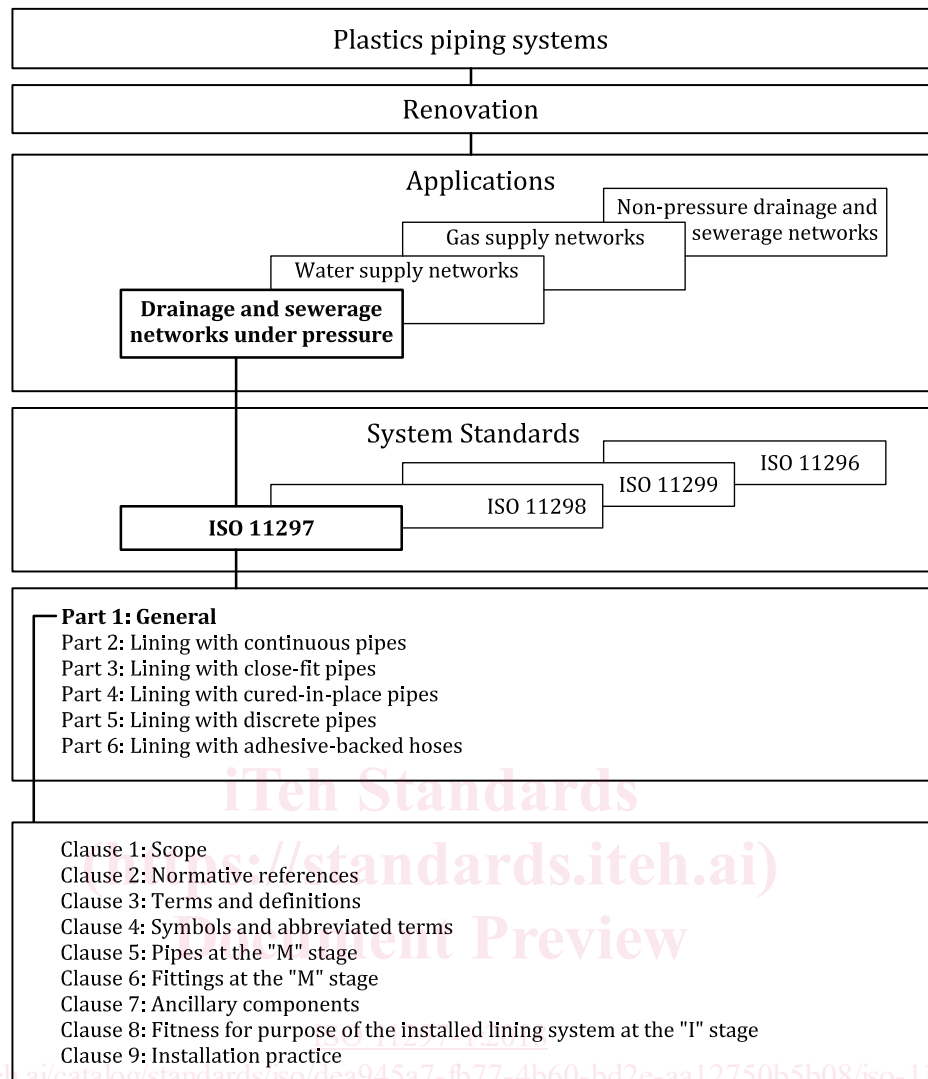 Plastics piping systems
Renovation
Applications
Non-pressure drainage and
sewerage networks
Gas supply networks
Water supply networks
Drainage and sewerage
networks under pressure
System Standards
ISO 11296
ISO 11299
ISO 11298
ISO 11297
Part 1: General
Part 2: Lining with continuous pipes
Part 3: Lining with close-fit pipes
Part 4: Lining with cured-in-place pipes
Part 5: Lining with discrete pipes
Part 6: Lining with adhesive-backed hoses
iTeh Standards
Clause 1: Scope
(https://standards.iteh.ai)
Clause 2: Normative references
Clause 3: Terms and definitions
Clause 4: Symbols and abbreviated terms
Document Preview
Clause 5: Pipes at the "M" stage
Clause 6: Fittings at the "M" stage
Clause 7: Ancillary components
Clause 8: Fitness for purpose of the installed lining system at the "I" stage
Clause 9: Installation practice